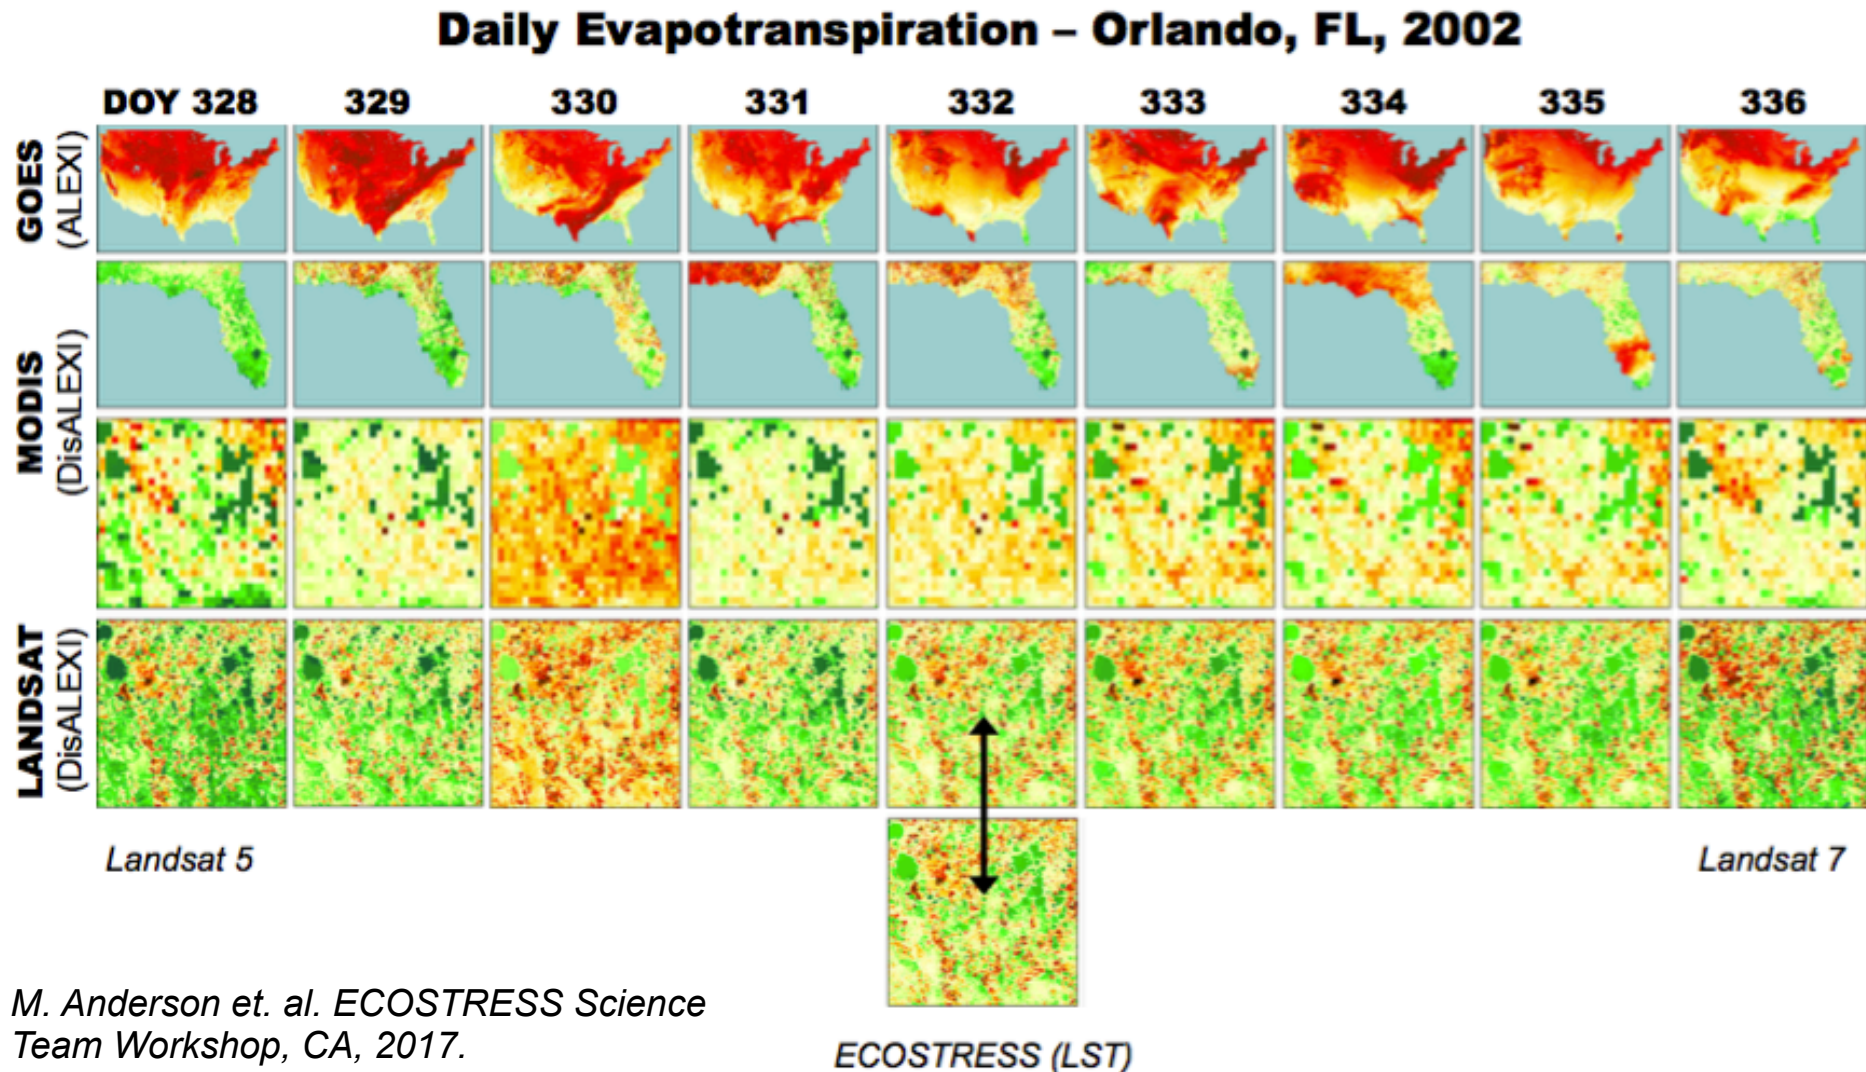 Daily Evapotranspiration – Orlando, FL, 2002
DOY 328 329 330 331 332 333 334 335 336
GOES
(ALEXI)
MODIS
(DisALEXI)
LANDSAT
(DisALEXI)
Landsat 5
Landsat 7
M. Anderson et. al. ECOSTRESS Science
Team Workshop, CA, 2017.
ECOSTRESS (LST)